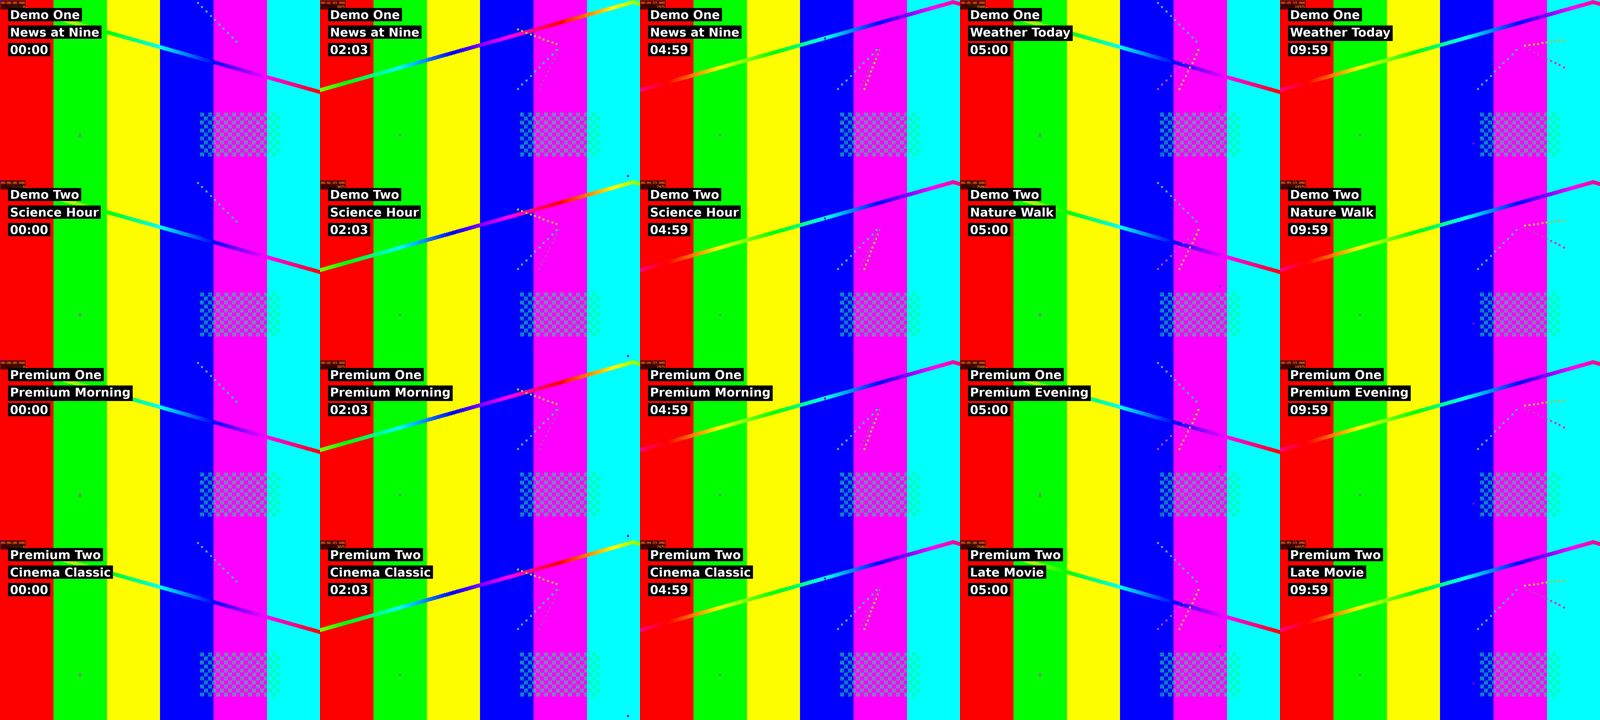 Demo One
News at Nine
00:00
Demo One
News at Nine
02:03
Demo One
News at Nine
04:59
Demo One
Weather Today
05:00
Demo One
Weather Today
09:59
Demo Two
Science Hour
00:00
Demo Two
Science Hour
02:03
Demo Two
Science Hour
04:59
Demo Two
Nature Walk
05:00
Demo Two
Nature Walk
09:59
Premium One
Premium Morning
00:00
Premium One
Premium Morning
02:03
Premium One
Premium Morning
04:59
Premium One
Premium Evening
05:00
Premium One
Premium Evening
09:59
Premium Two
Cinema Classic
00:00
Premium Two
Cinema Classic
02:03
Premium Two
Cinema Classic
04:59
Premium Two
Late Movie
05:00
Premium Two
Late Movie
09:59